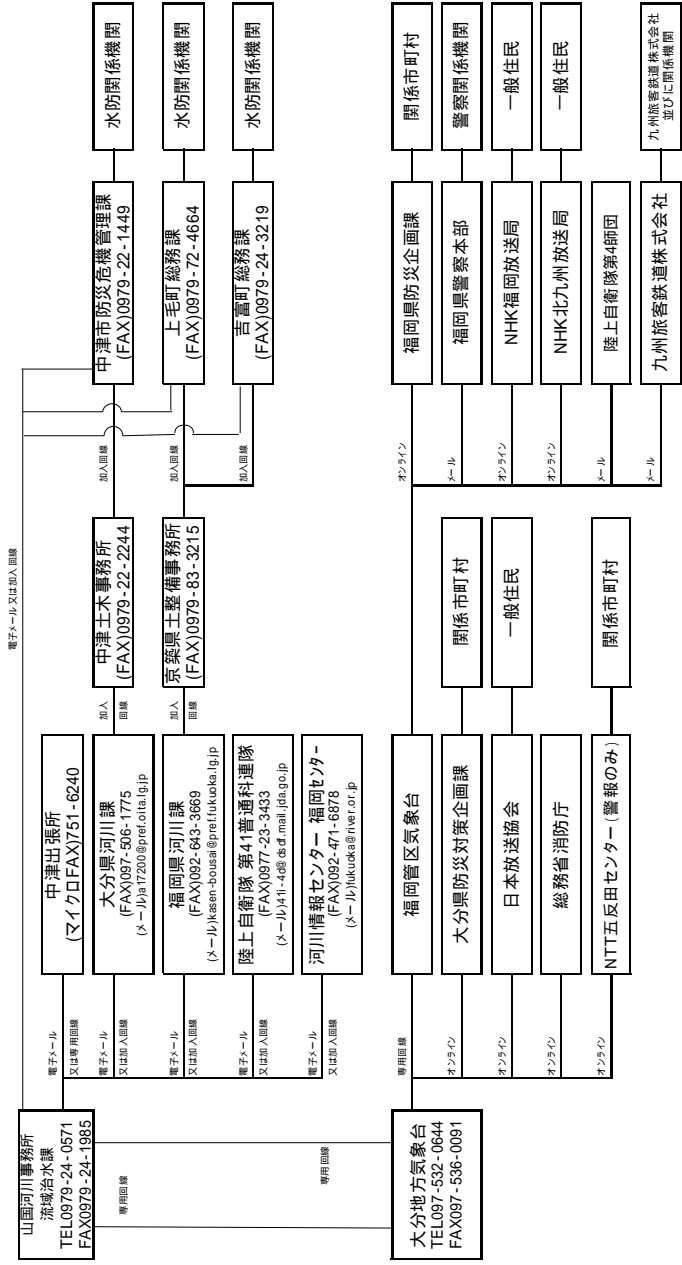 電子メール又は加入回線
山国河川事務所
流域治水課
TEL0979-24-0571
FAX0979-24-1985
専用回線
専用回線
大分地方気象台
TEL097-532-0644
FAX097-536-0091
電子メール
又は専用回線
中津出張所
(マイクロFAX)751-6240
電子メール
又は加入回線
大分県河川課
(FAX)097-506-1775
(メール)a17200@pref.oita.lg.jp
加入
回線
中津土木事務所
(FAX)0979-22-2244
加入回線
中津市防災危機管理課
(FAX)0979-22-1449
水防関係機関
電子メール
又は加入回線
福岡県河川課
(FAX)092-643-3669
(メール)kasen-bousai@pref.fukuoka.lg.jp
加入
回線
京築県土整備事務所
(FAX)0979-83-3215
加入回線
上毛町総務課
(FAX)0979-72-4664
水防関係機関
加入回線
吉富町総務課
(FAX)0979-24-3219
水防関係機関
電子メール
又は加入回線
陸上自衛隊 第41普通科連隊
(FAX)0977-23-3433
電子メール
又は加入回線
河川情報センター 福岡センター
(FAX)092-471-6878
(メール)fukuoka@river.or.jp
専用回線
福岡管区気象台
オンライン
福岡県防災企画課
関係市町村
メール
福岡県警察本部
警察関係機関
オンライン
NHK福岡放送局
一般住民
オンライン
NHK北九州放送局
一般住民
メール
陸上自衛隊第4師団
メール
九州旅客鉄道株式会社
九州旅客鉄道株式会社
並びに関係機関
オンライン
大分県防災対策企画課
関係市町村
オンライン
日本放送協会
一般住民
オンライン
総務省消防庁
オンライン
NTT五反田センター(警報のみ)
関係市町村